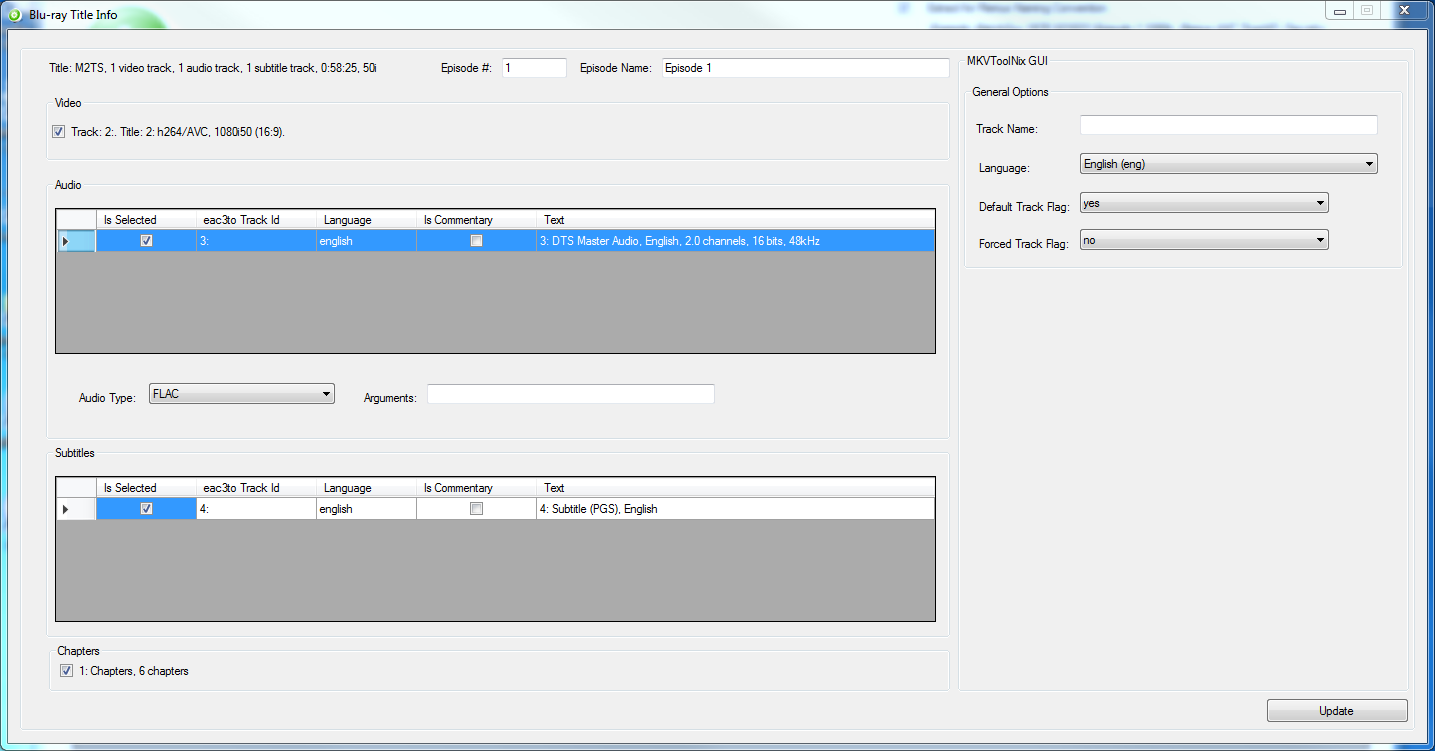 Blu-ray Title Info
Title: M2TS, 1 video track, 1 audio track, 1 subtitle track, 0:58:25, 50i
Episode #: 1
Episode Name: Episode 1
Video
Track: 2:. Title: 2: h264/AVC, 1080i50 (16:9).
Audio
Is Selected eac3to Track Id Language Is Commentary Text
3: english 3: DTS Master Audio, English, 2.0 channels, 16 bits, 48kHz
Audio Type: FLAC Arguments:
Subtitles
Is Selected eac3to Track Id Language Is Commentary Text
4: english 4: Subtitle (PGS), English
Chapters
1: Chapters, 6 chapters
MKVToolNix GUI
General Options
Track Name:
Language: English (eng)
Default Track Flag: yes
Forced Track Flag: no
Update